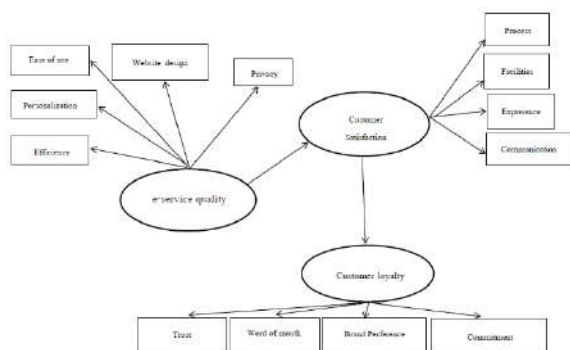 Process
Ease of use
Website design
Privacy
Facilities
Personalization
Customer
Satisfaction
Experience
Efficiency
Communication
e-service quality
Customer loyalty
Trust
Word of mouth
Brand Perference
Commitment